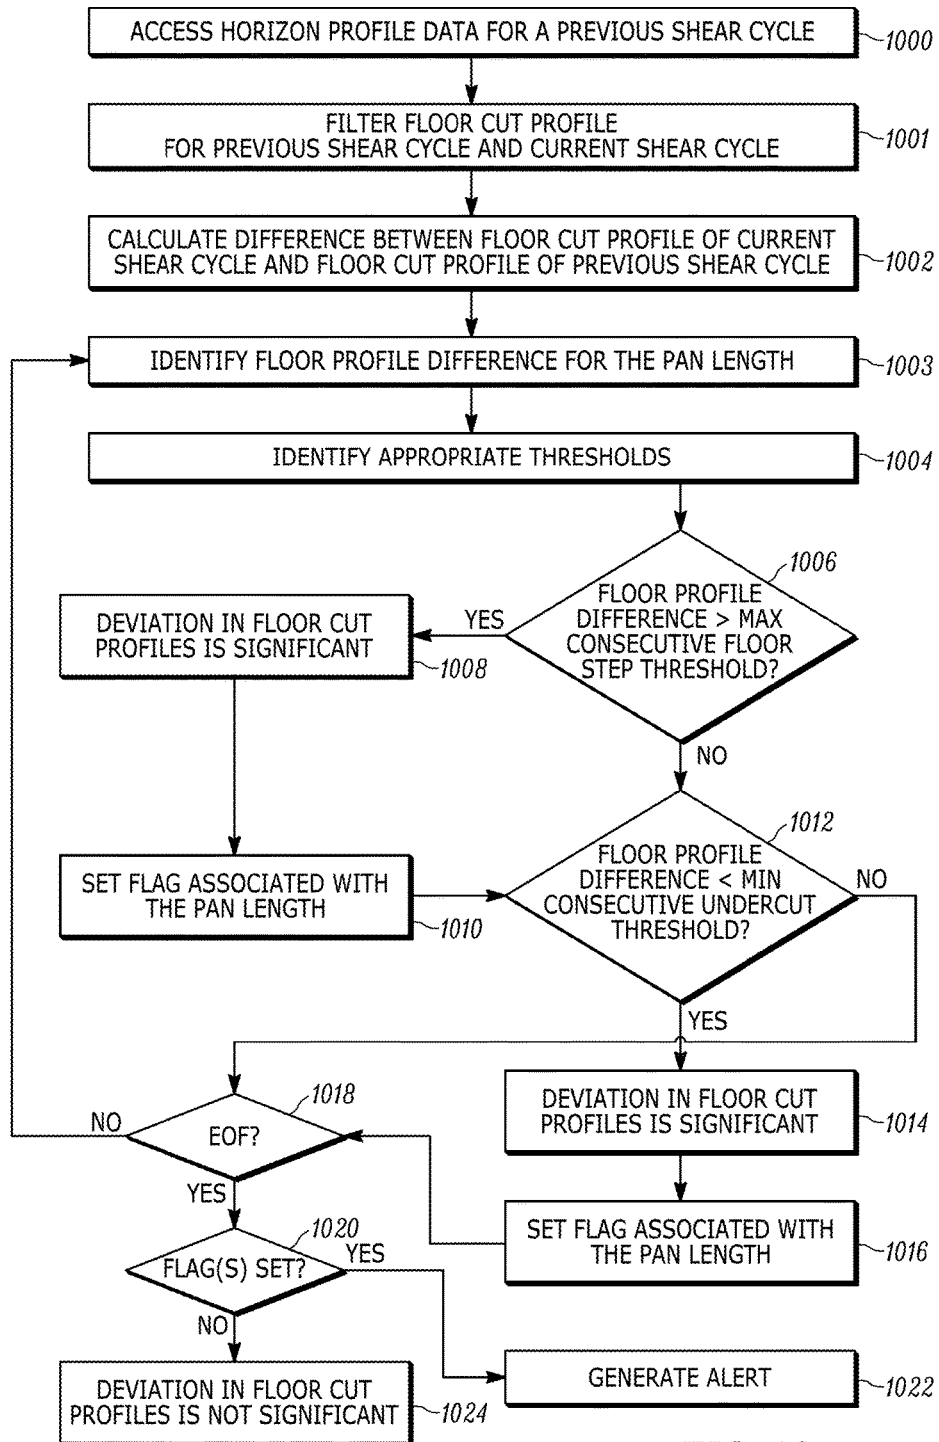 ACCESS HORIZON PROFILE DATA FOR A PREVIOUS SHEAR CYCLE
1000
FILTER FLOOR CUT PROFILE
FOR PREVIOUS SHEAR CYCLE AND CURRENT SHEAR CYCLE
1001
CALCULATE DIFFERENCE BETWEEN FLOOR CUT PROFILE OF CURRENT
SHEAR CYCLE AND FLOOR CUT PROFILE OF PREVIOUS SHEAR CYCLE
1002
IDENTIFY FLOOR PROFILE DIFFERENCE FOR THE PAN LENGTH
1003
IDENTIFY APPROPRIATE THRESHOLDS
1004
1006
FLOOR PROFILE
DIFFERENCE > MAX
CONSECUTIVE FLOOR
STEP THRESHOLD?
YES
DEVIATION IN FLOOR CUT
PROFILES IS SIGNIFICANT
1008
NO
1012
FLOOR PROFILE
DIFFERENCE < MIN
CONSECUTIVE UNDERCUT
THRESHOLD?
NO
SET FLAG ASSOCIATED WITH
THE PAN LENGTH
1010
YES
1018
NO
EOF?
DEVIATION IN FLOOR CUT
PROFILES IS SIGNIFICANT
1014
YES
1020
FLAG(S) SET?
YES
SET FLAG ASSOCIATED WITH
THE PAN LENGTH
1016
NO
GENERATE ALERT
1022
DEVIATION IN FLOOR CUT
PROFILES IS NOT SIGNIFICANT
1024